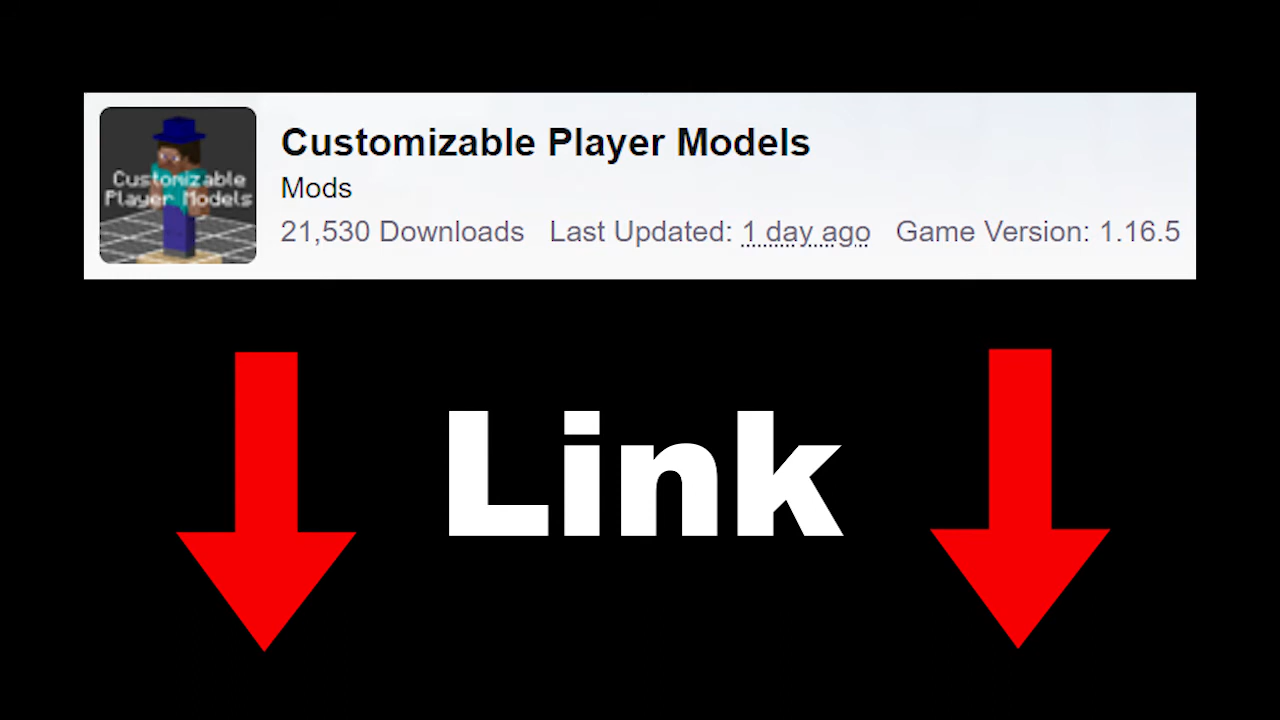 Customizable
Player Models
Customizable Player Models
Mods
21,530 Downloads Last Updated: 1 day ago Game Version: 1.16.5
Link